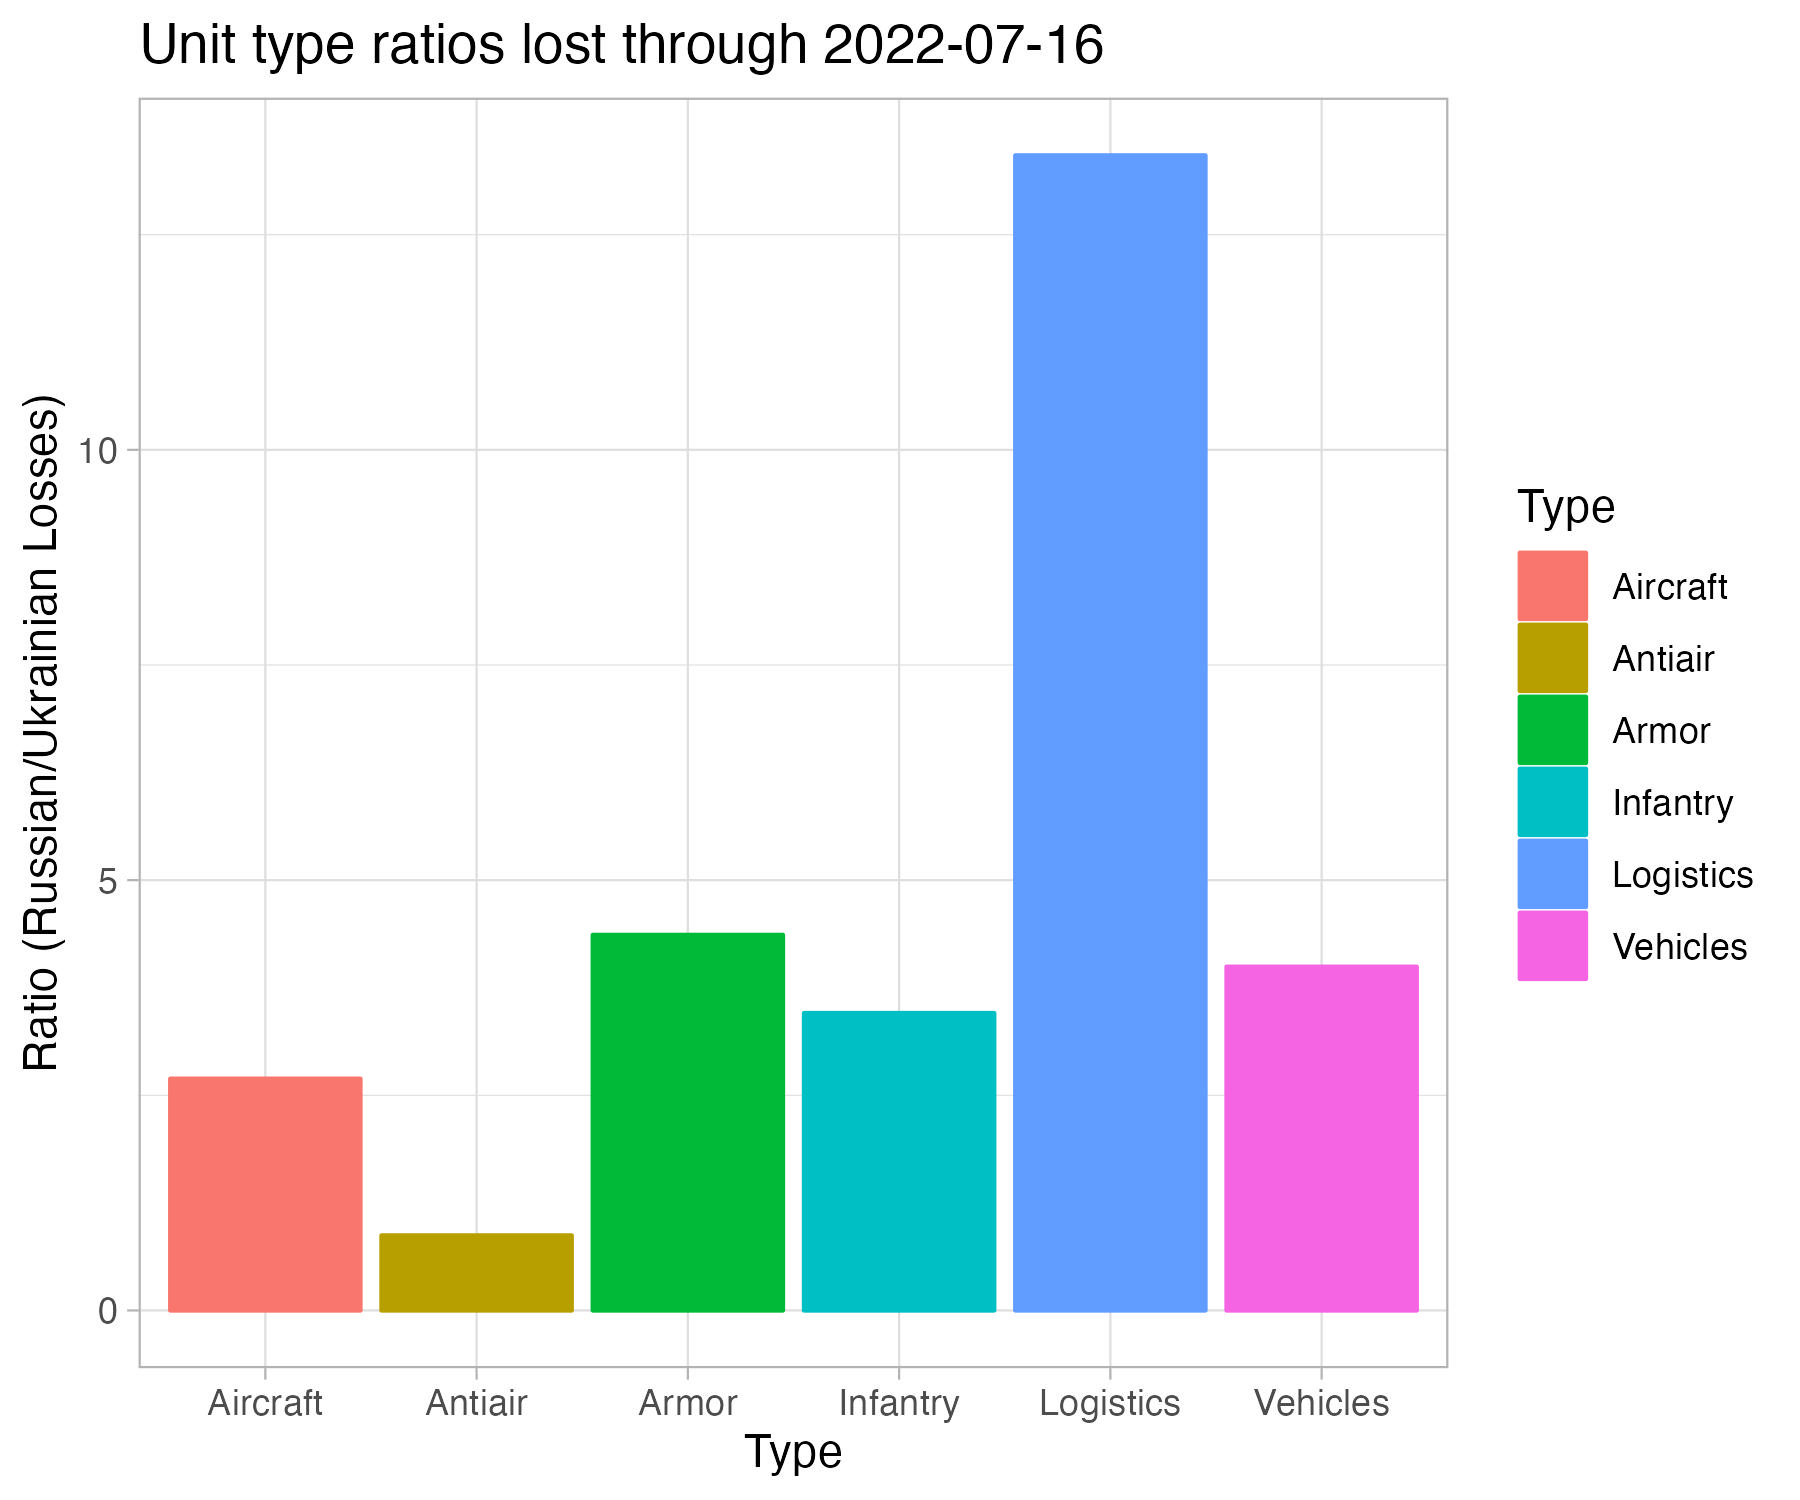 Unit type ratios lost through 2022-07-16
Ratio (Russian/Ukrainian Losses)
10
5
0
Aircraft Antiair Armor Infantry Logistics Vehicles
Type
Type
Aircraft
Antiair
Armor
Infantry
Logistics
Vehicles